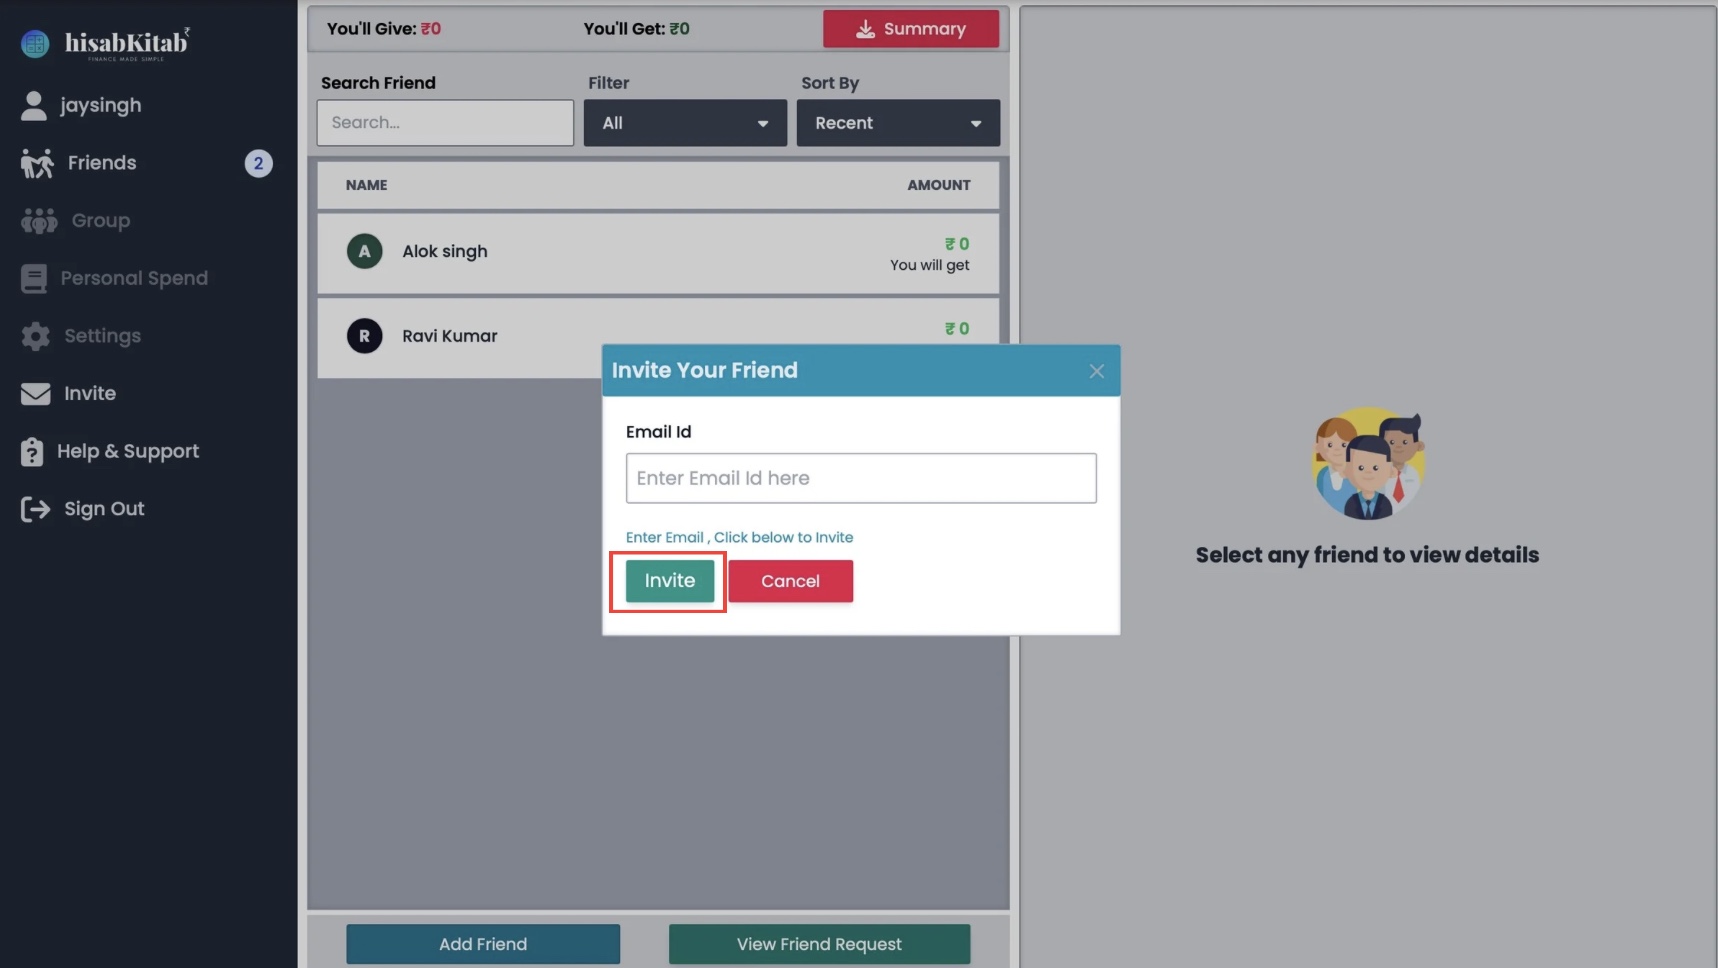 hisabKitab₹
FINANCE MADE SIMPLE
jaysingh
Friends 2
Group
Personal Spend
Settings
Invite
Help & Support
Sign Out
You'll Give: ₹0 You'll Get: ₹0 Summary
Search Friend Filter Sort By
Search... All Recent
NAME AMOUNT
A Alok singh ₹ 0
You will get
R Ravi Kumar ₹ 0
Invite Your Friend
Email Id
Enter Email Id here
Enter Email , Click below to Invite
Invite Cancel
Select any friend to view details
Add Friend View Friend Request